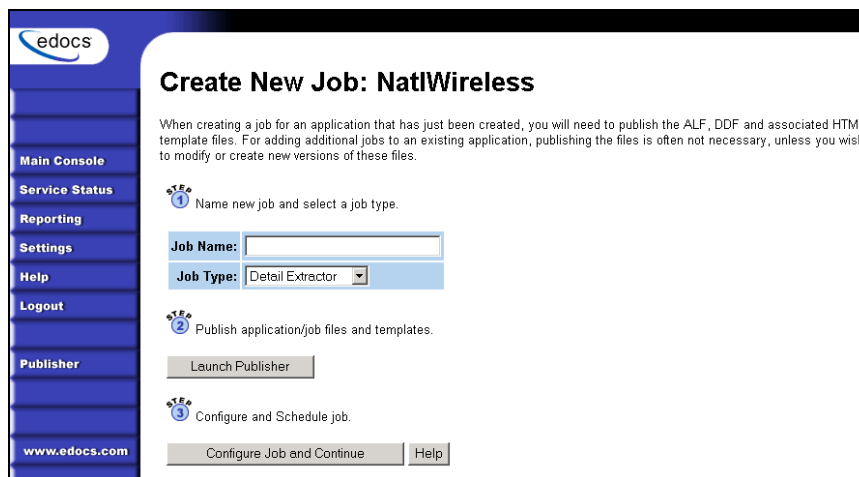 edocs
Create New Job: NatlWireless
When creating a job for an application that has just been created, you will need to publish the ALF, DDF and associated HTM
template files. For adding additional jobs to an existing application, publishing the files is often not necessary, unless you wis
to modify or create new versions of these files.
Main Console
Service Status
Reporting
Settings
Help
Logout
Publisher
www.edocs.com
STEP 1 Name new job and select a job type.
Job Name:
Job Type: Detail Extractor
STEP 2 Publish application/job files and templates.
Launch Publisher
STEP 3 Configure and Schedule job.
Configure Job and Continue Help